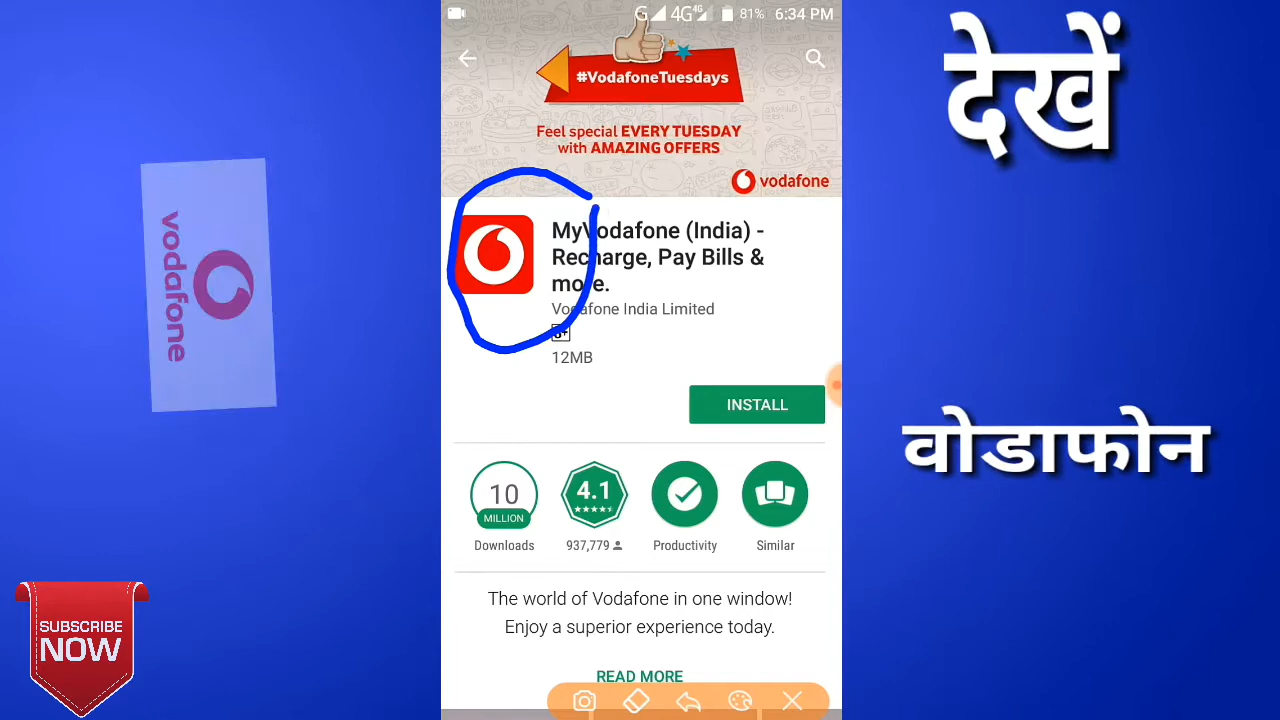 G 4G 4G 81% 6:34 PM
#VodafoneTuesdays
Feel special EVERY TUESDAY
with AMAZING OFFERS
vodafone
MyVodafone (India) -
Recharge, Pay Bills &
more.
Vodafone India Limited
3+
12MB
INSTALL
10
MILLION
Downloads
4.1
937,779
Productivity
Similar
The world of Vodafone in one window!
Enjoy a superior experience today.
READ MORE
देखें
वोडाफोन
vodafone
SUBSCRIBE
NOW